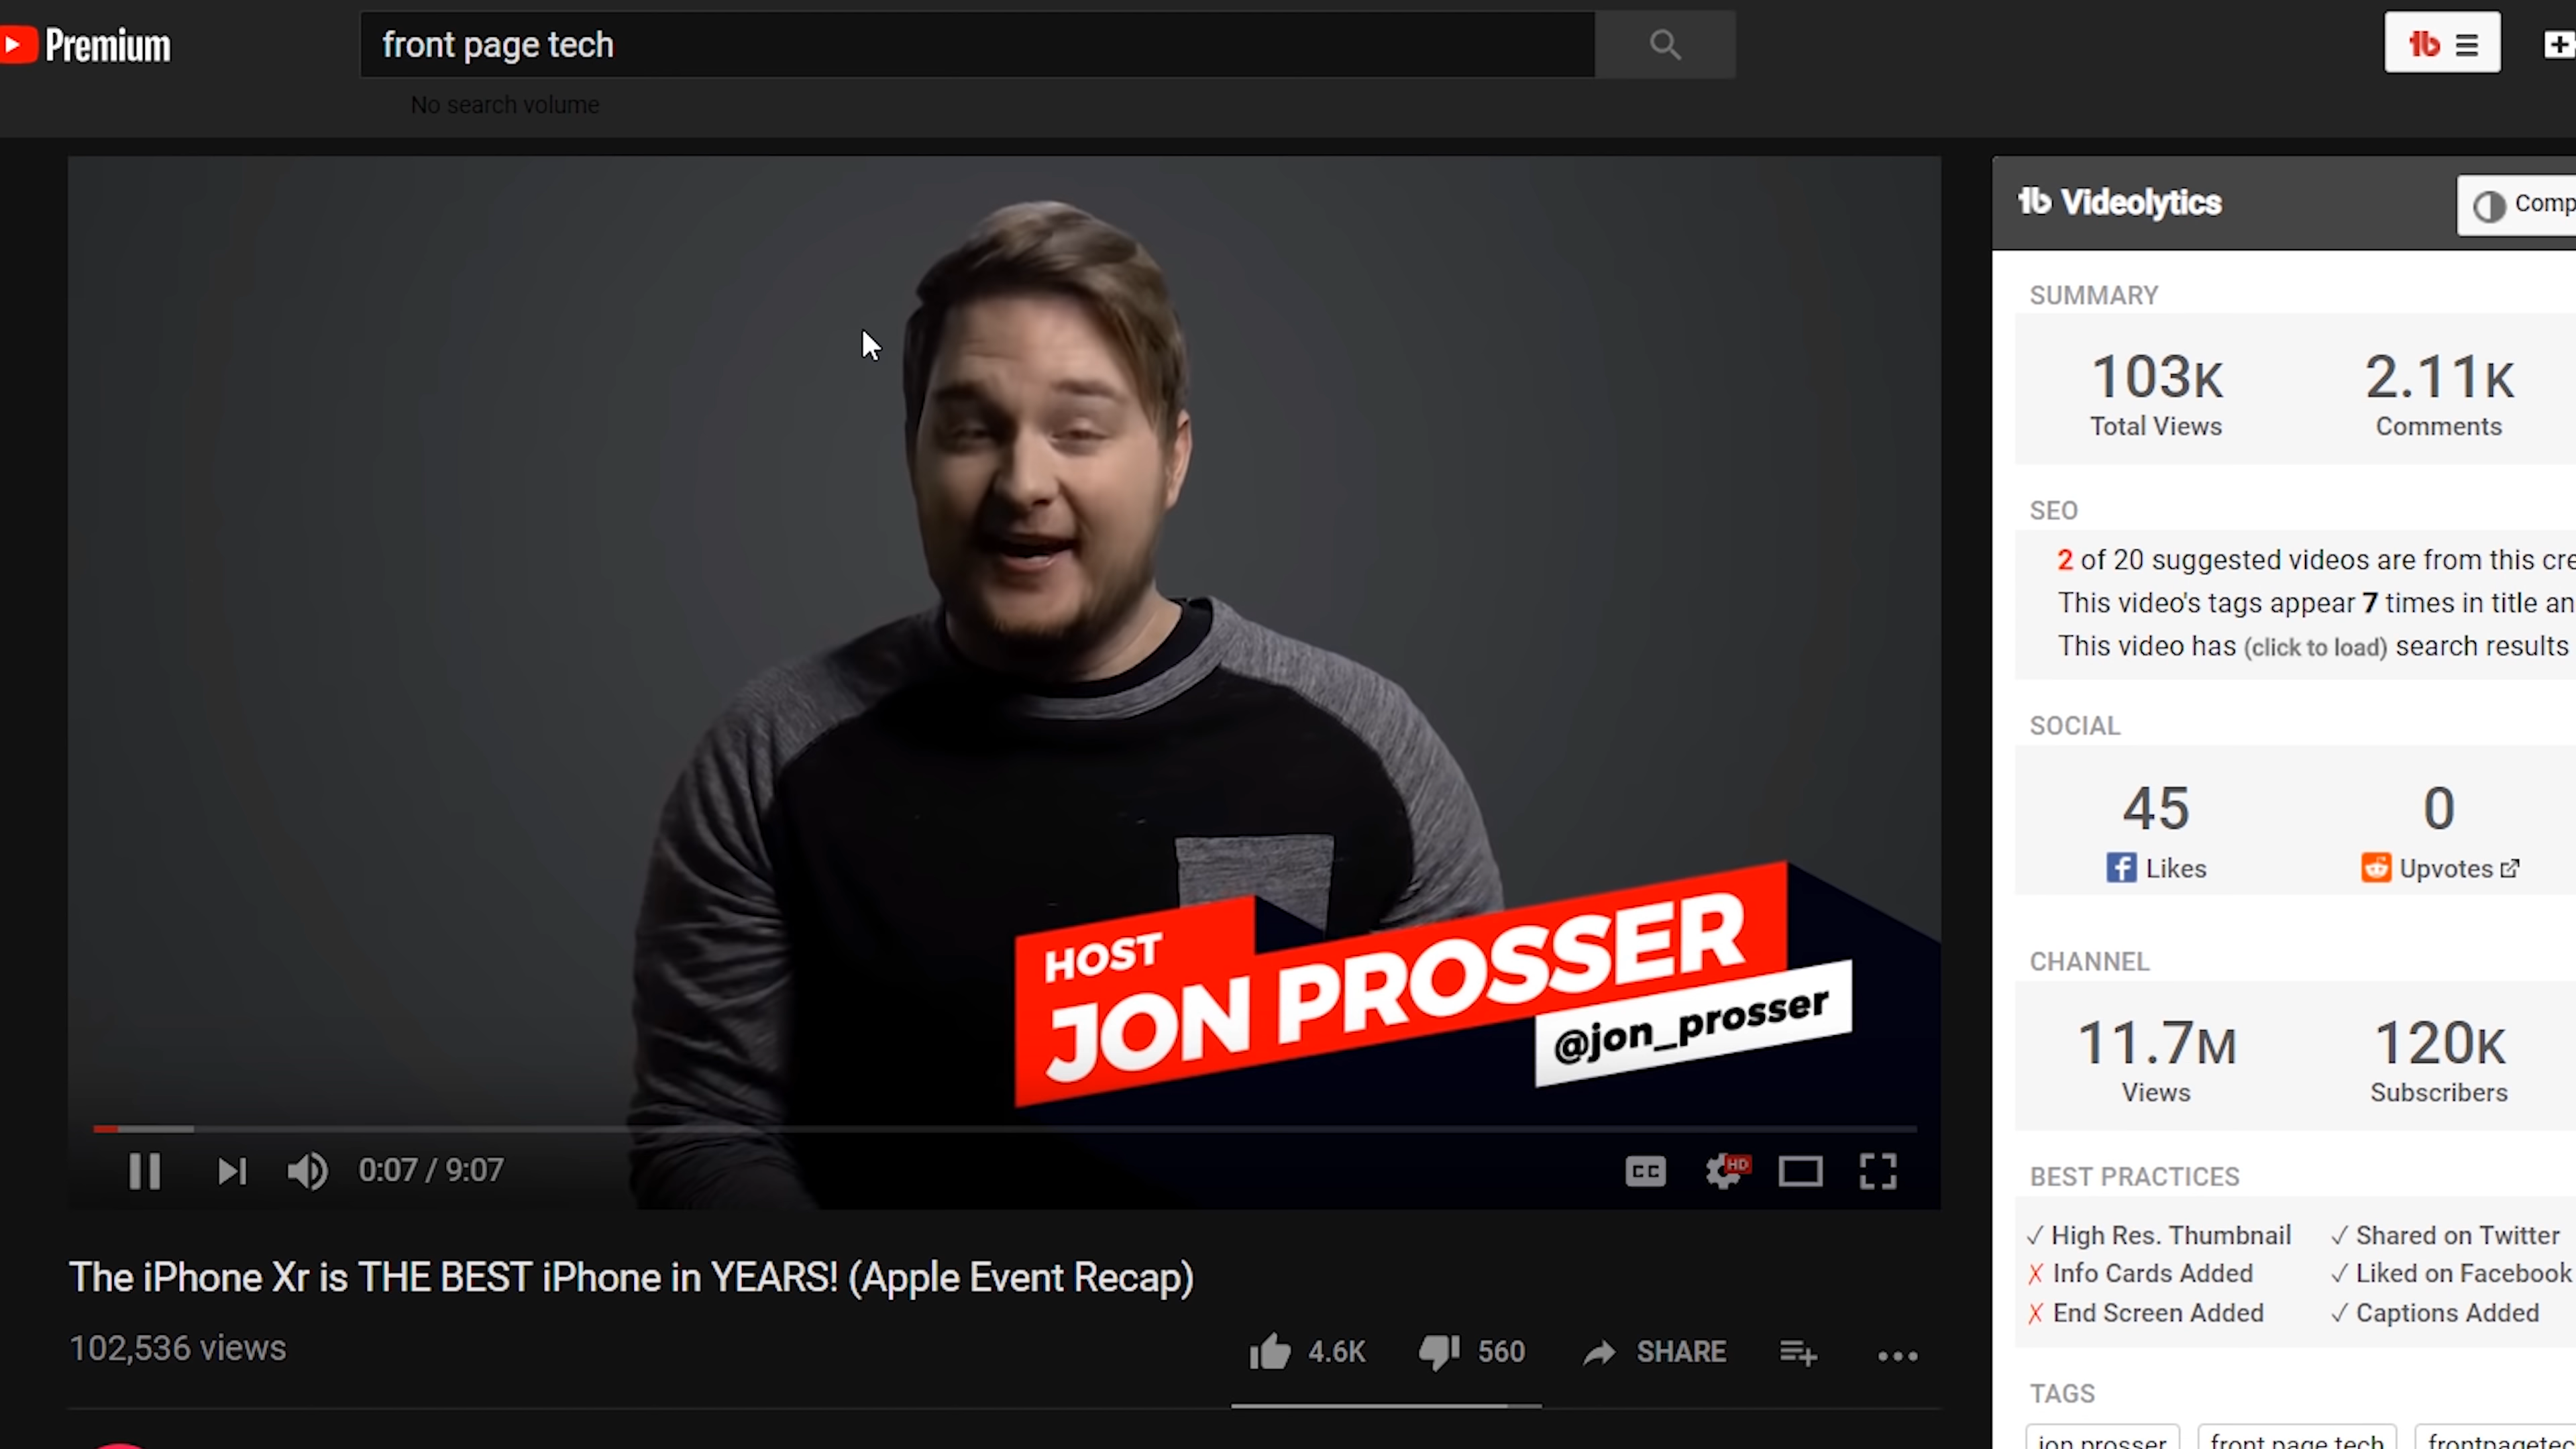 Premium
front page tech
No search volume
HOST
JON PROSSER
@jon_prosser
0:07 / 9:07
CC
HD
The iPhone Xr is THE BEST iPhone in YEARS! (Apple Event Recap)
102,536 views
4.6K
560
SHARE
tb
tb Videolytics
Comp
SUMMARY
103K
2.11K
Total Views
Comments
SEO
2 of 20 suggested videos are from this cre
This video's tags appear 7 times in title an
This video has (click to load) search results
SOCIAL
45
0
f Likes
Upvotes
CHANNEL
11.7M
120K
Views
Subscribers
BEST PRACTICES
✓ High Res. Thumbnail
✓ Shared on Twitter
X Info Cards Added
✓ Liked on Facebook
X End Screen Added
✓ Captions Added
TAGS
jon prosser
front page tech
frontpagetec